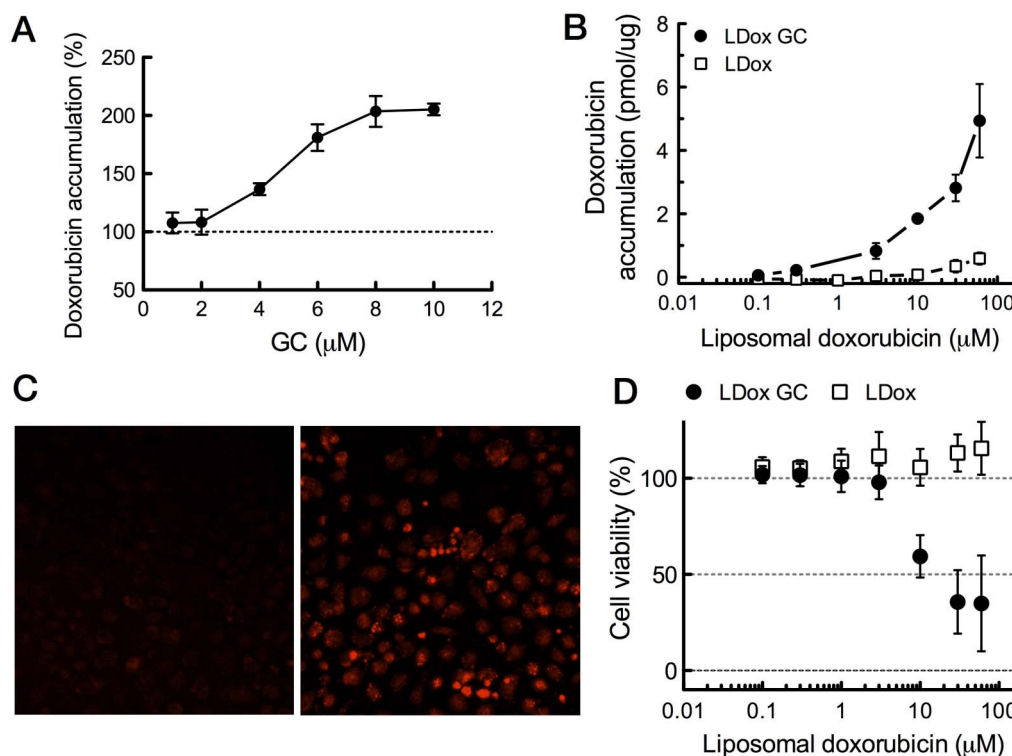 A
Doxorubicin accumulation (%)
250
200
150
100
50
0 2 4 6 8 10 12
GC (μM)
B
LDox GC
LDox
Doxorubicin
accumulation (pmol/ug)
8
6
4
2
0
0.01 0.1 1 10 100
Liposomal doxorubicin (μM)
C
D
LDox GC LDox
Cell viability (%)
100
50
0
0.01 0.1 1 10 100
Liposomal doxorubicin (μM)